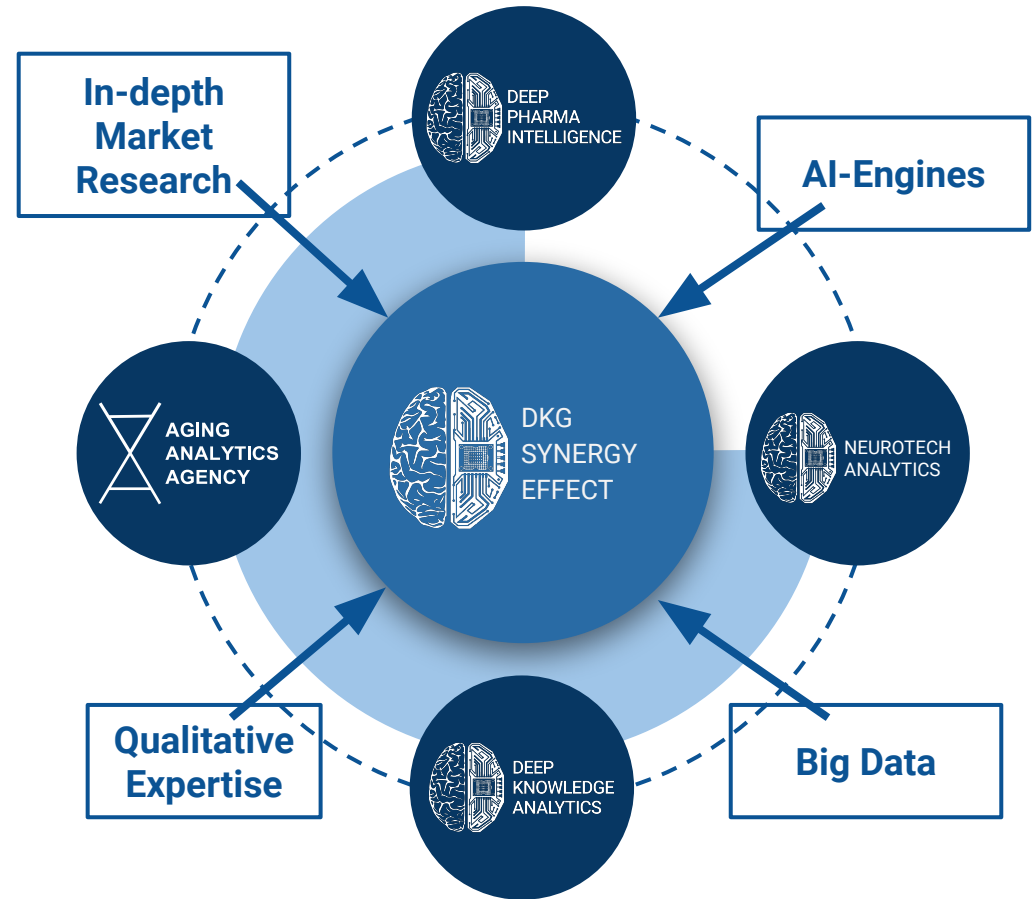 In-depth
Market
Research
DEEP
PHARMA
INTELLIGENCE
AI-Engines
AGING
ANALYTICS
AGENCY
DKG
SYNERGY
EFFECT
NEUROTECH
ANALYTICS
Qualitative
Expertise
DEEP
KNOWLEDGE
ANALYTICS
Big Data